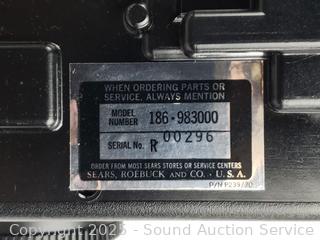 WHEN ORDERING PARTS OR
SERVICE, ALWAYS MENTION
MODEL NUMBER 186-983000
SERIAL No. R 00296
ORDER FROM MOST SEARS STORES OR SERVICE CENTERS
SEARS, ROEBUCK AND CO. • U. S. A.
P/N P239770
Copyright 2025 - Sound Auction Service